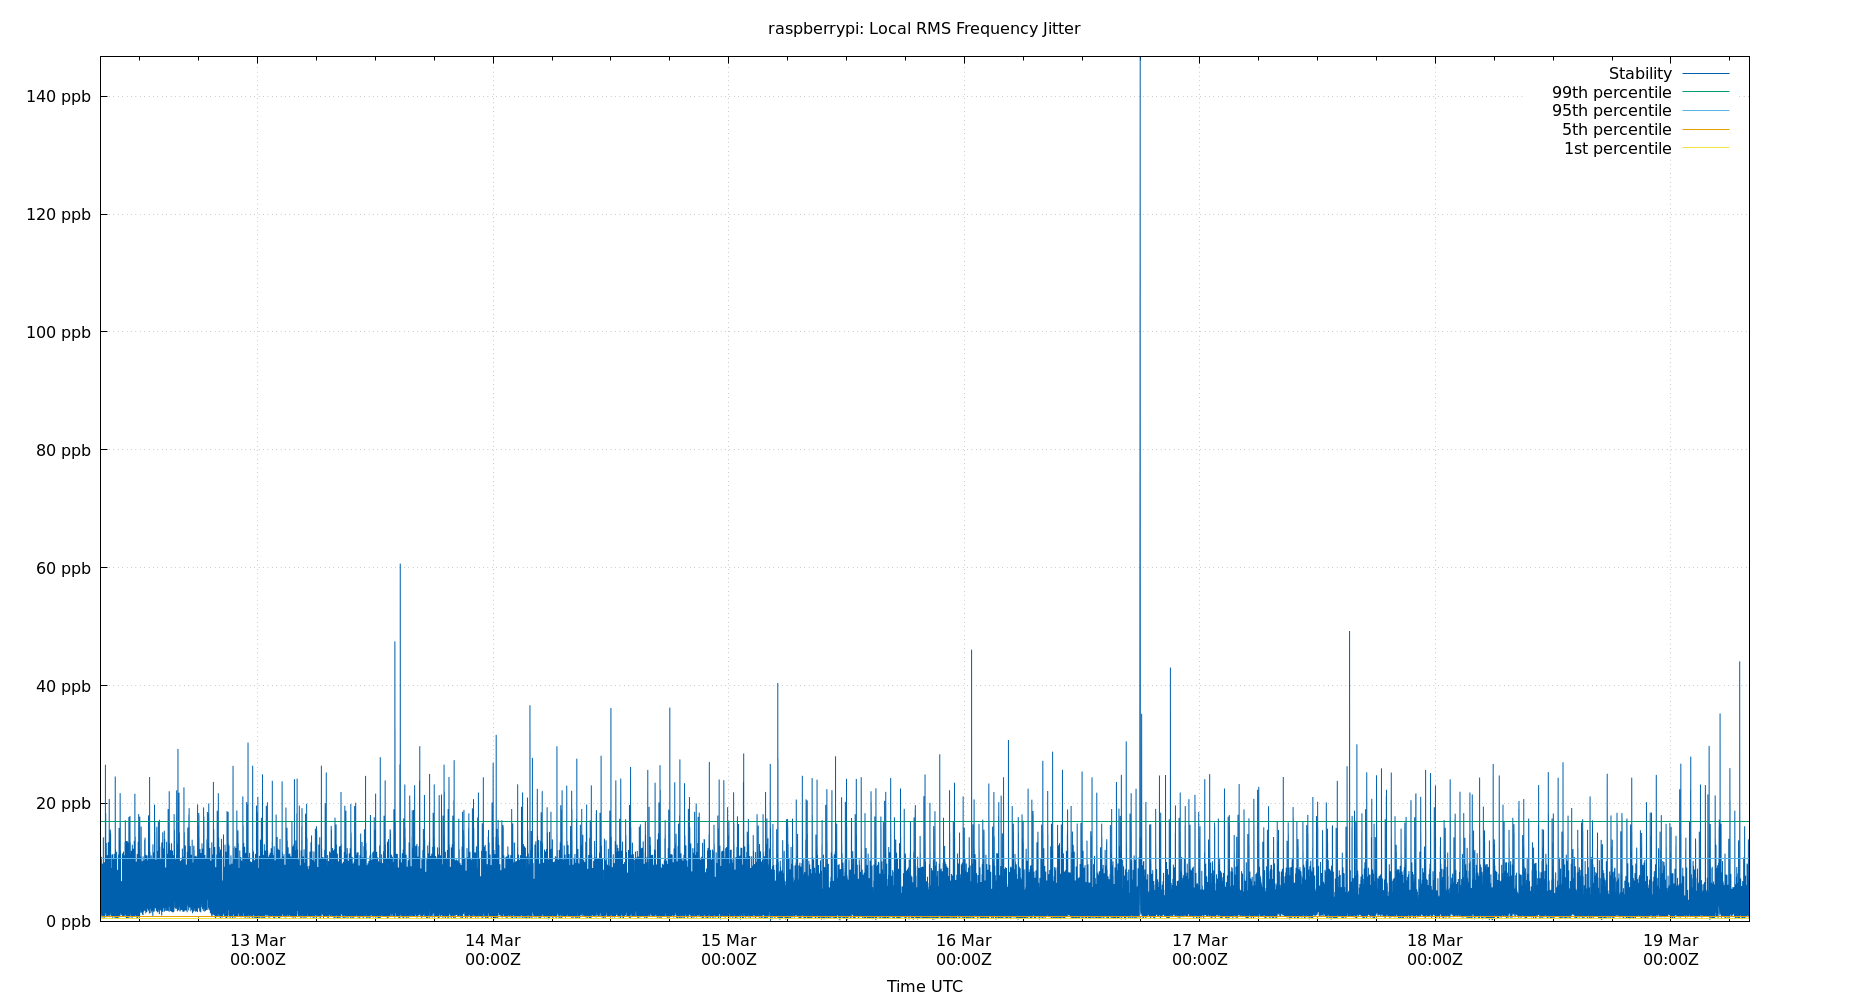 raspberrypi: Local RMS Frequency Jitter
Stability
99th percentile
95th percentile
5th percentile
1st percentile
140 ppb
120 ppb
100 ppb
80 ppb
60 ppb
40 ppb
20 ppb
0 ppb
13 Mar 14 Mar 15 Mar 16 Mar 17 Mar 18 Mar 19 Mar
00:00Z 00:00Z 00:00Z 00:00Z 00:00Z 00:00Z 00:00Z
Time UTC